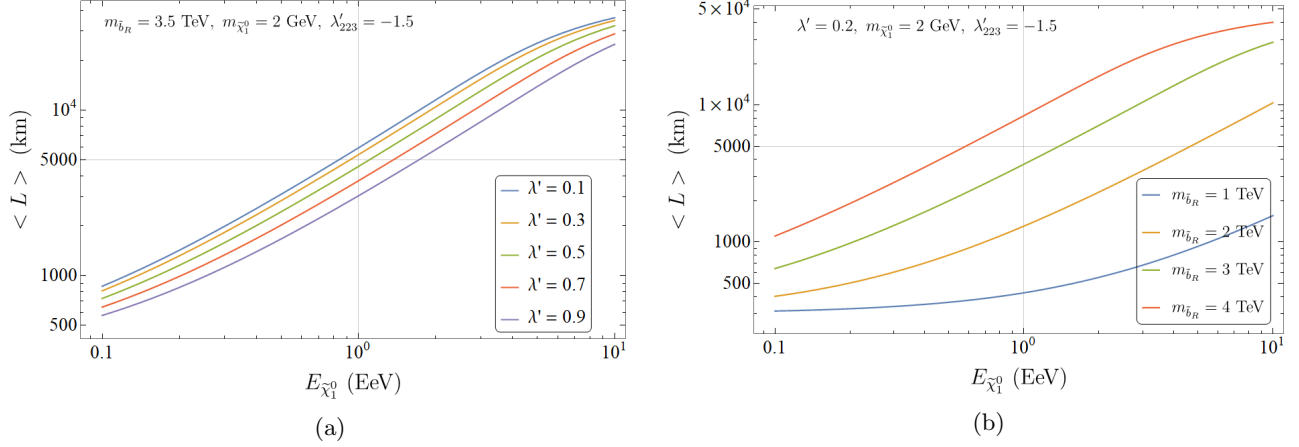 m_{b̃_R} = 3.5 TeV, m_{χ̃_1^0} = 2 GeV, λ'_{223} = −1.5
< L > (km)
10^4
5000
1000
500
λ' = 0.1
λ' = 0.3
λ' = 0.5
λ' = 0.7
λ' = 0.9
0.1
10^0
10^1
E_{χ̃_1^0} (EeV)
(a)
λ' = 0.2, m_{χ̃_1^0} = 2 GeV, λ'_{223} = −1.5
< L > (km)
5×10^4
1×10^4
5000
1000
500
m_{b̃_R} = 1 TeV
m_{b̃_R} = 2 TeV
m_{b̃_R} = 3 TeV
m_{b̃_R} = 4 TeV
0.1
10^0
10^1
E_{χ̃_1^0} (EeV)
(b)